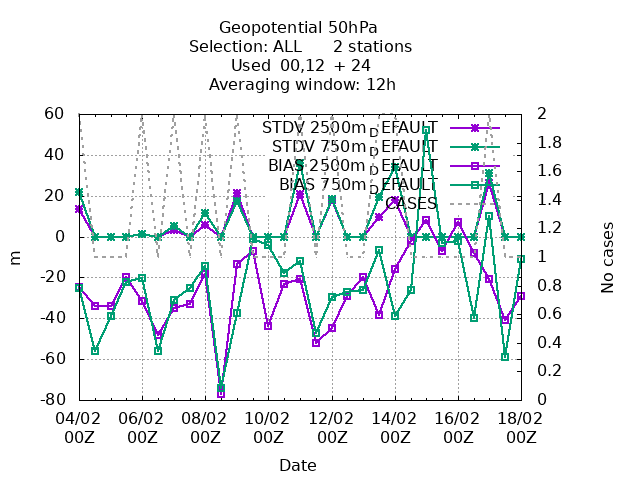 Geopotential 50hPa
Selection: ALL 2 stations
Used 00,12 + 24
Averaging window: 12h
60
40
20
0
-20
-40
-60
-80
m
STDV 2500m_DEFAULT
STDV 750m_DEFAULT
BIAS 2500m_DEFAULT
BIAS 750m_DEFAULT
CASES
2
1.8
1.6
1.4
1.2
1
0.8
0.6
0.4
0.2
0
No cases
04/02 06/02 08/02 10/02 12/02 14/02 16/02 18/02
00Z 00Z 00Z 00Z 00Z 00Z 00Z 00Z
Date